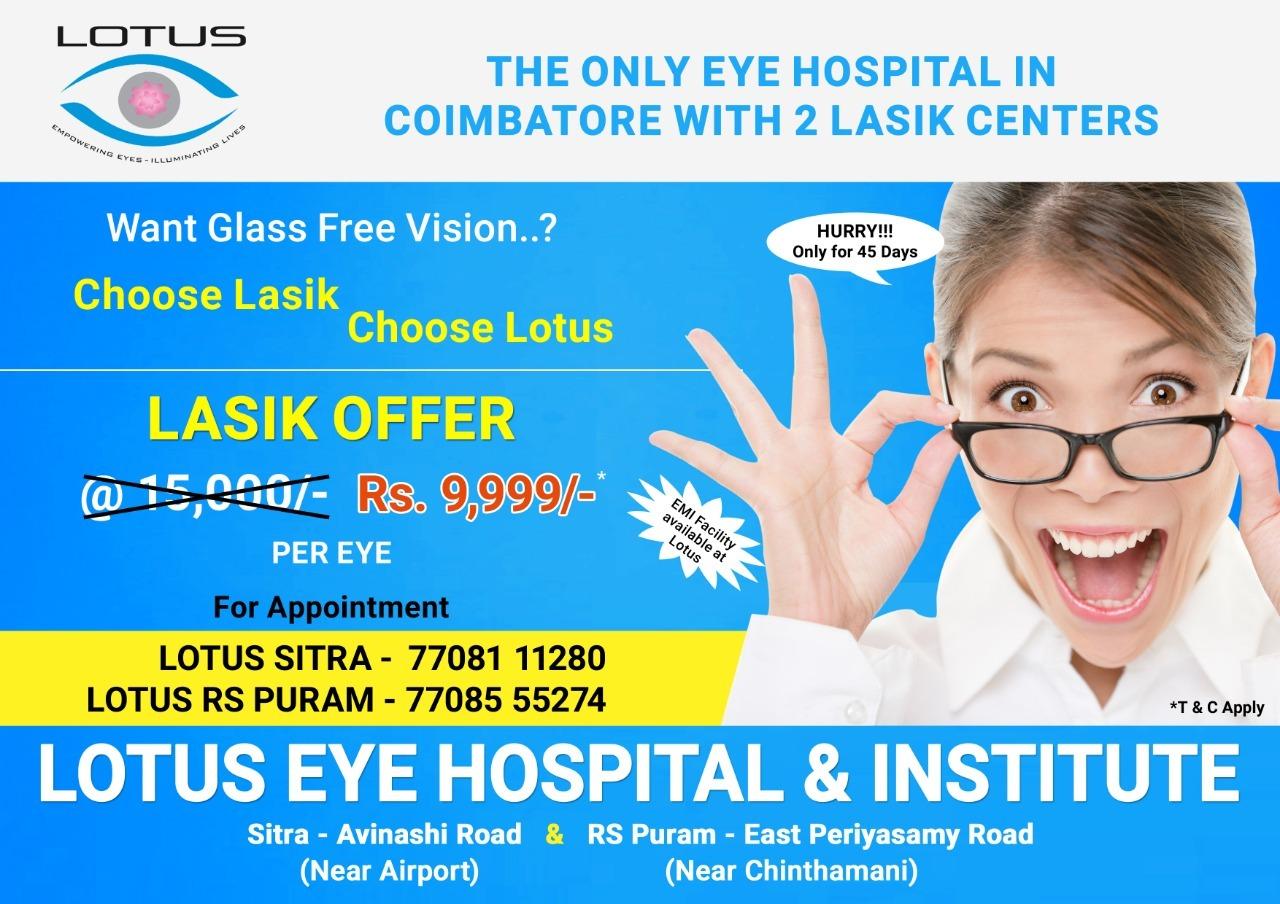 LOTUS
EMPOWERING EYES - ILLUMINATING LIVES
THE ONLY EYE HOSPITAL IN
COIMBATORE WITH 2 LASIK CENTERS
Want Glass Free Vision..?
Choose Lasik
Choose Lotus
HURRY!!!
Only for 45 Days
LASIK OFFER
@ 15,000/- Rs. 9,999/-*
PER EYE
EMI Facility
available at
Lotus
For Appointment
LOTUS SITRA - 77081 11280
LOTUS RS PURAM - 77085 55274
*T & C Apply
LOTUS EYE HOSPITAL & INSTITUTE
Sitra - Avinashi Road & RS Puram - East Periyasamy Road
(Near Airport) (Near Chinthamani)